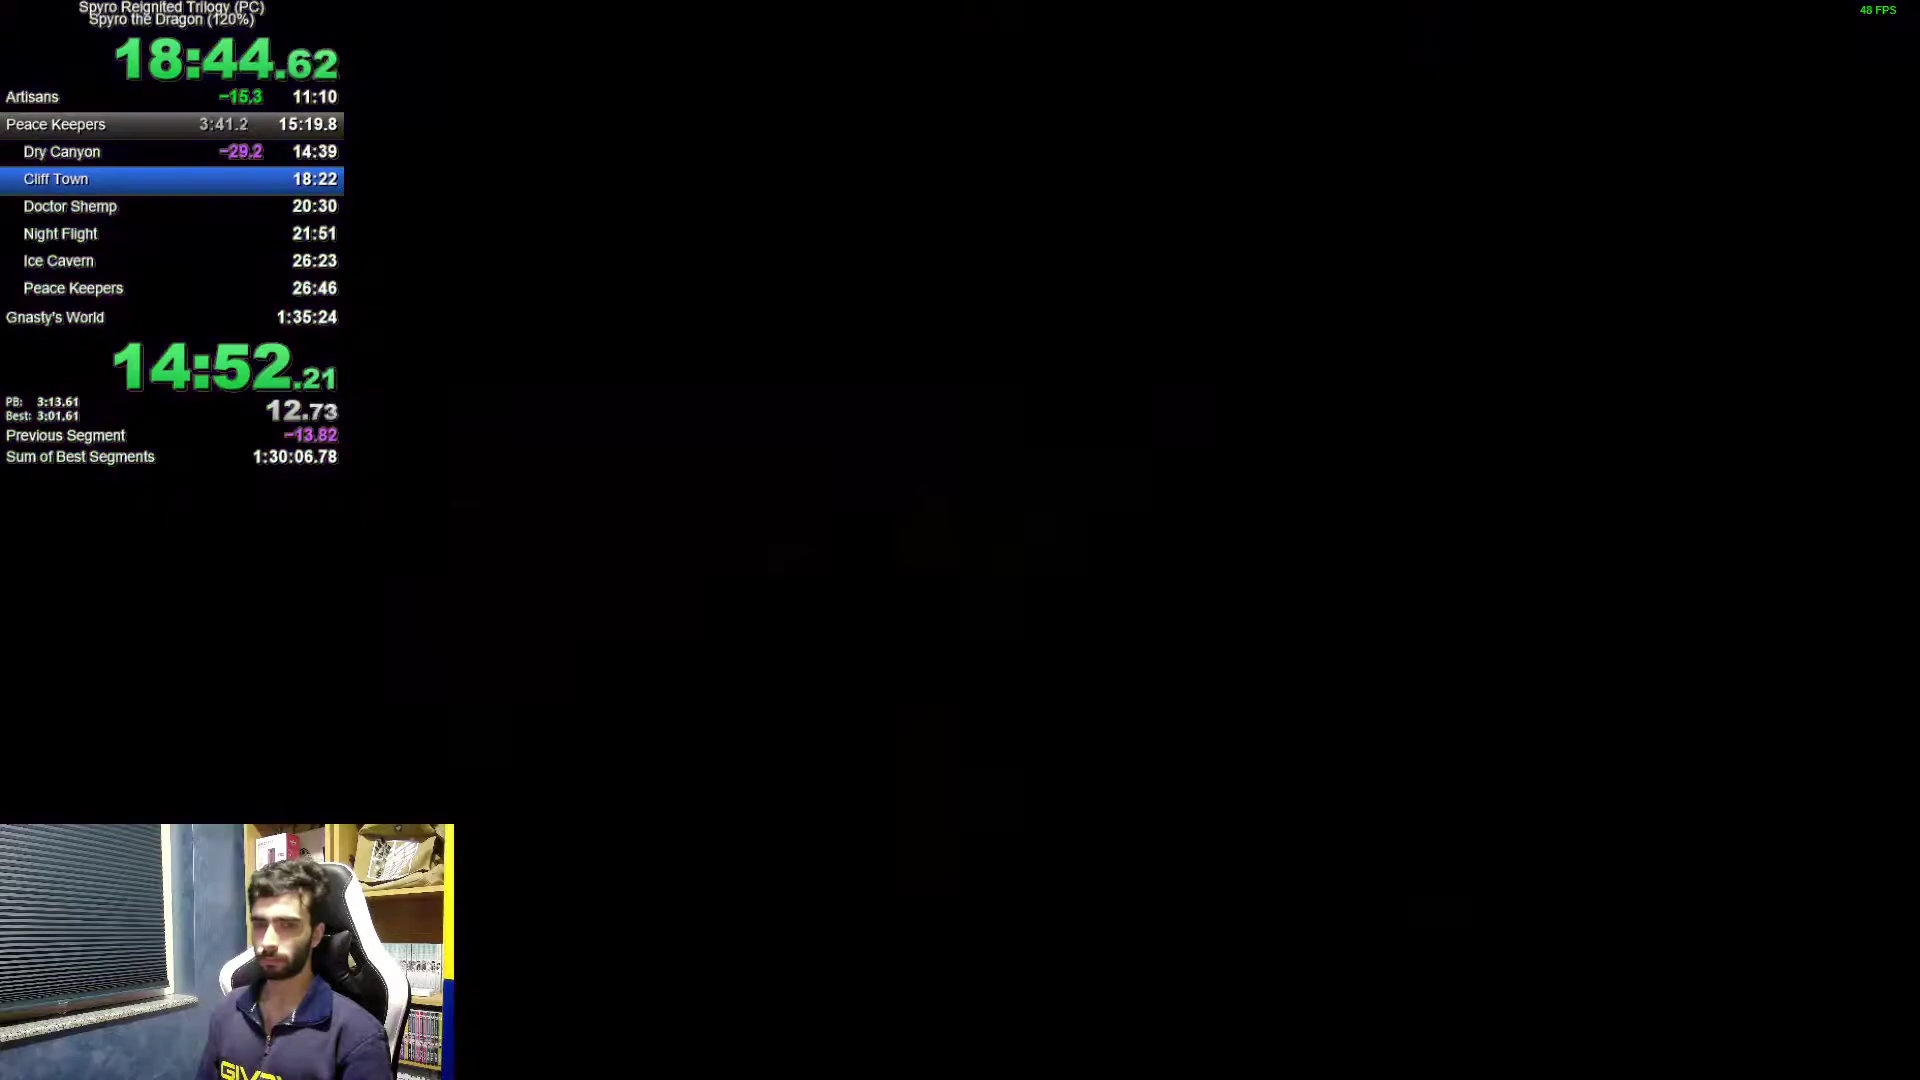 Spyro Reignited Trilogy (PC)
Spyro the Dragon (120%)
48 FPS
18:44.62
Artisans −15.3 11:10
Peace Keepers 3:41.2 15:19.8
Dry Canyon −29.2 14:39
Cliff Town 18:22
Doctor Shemp 20:30
Night Flight 21:51
Ice Cavern 26:23
Peace Keepers 26:46
Gnasty's World 1:35:24
14:52.21
PB: 3:13.61 12.73
Best: 3:01.61
Previous Segment −13.82
Sum of Best Segments 1:30:06.78